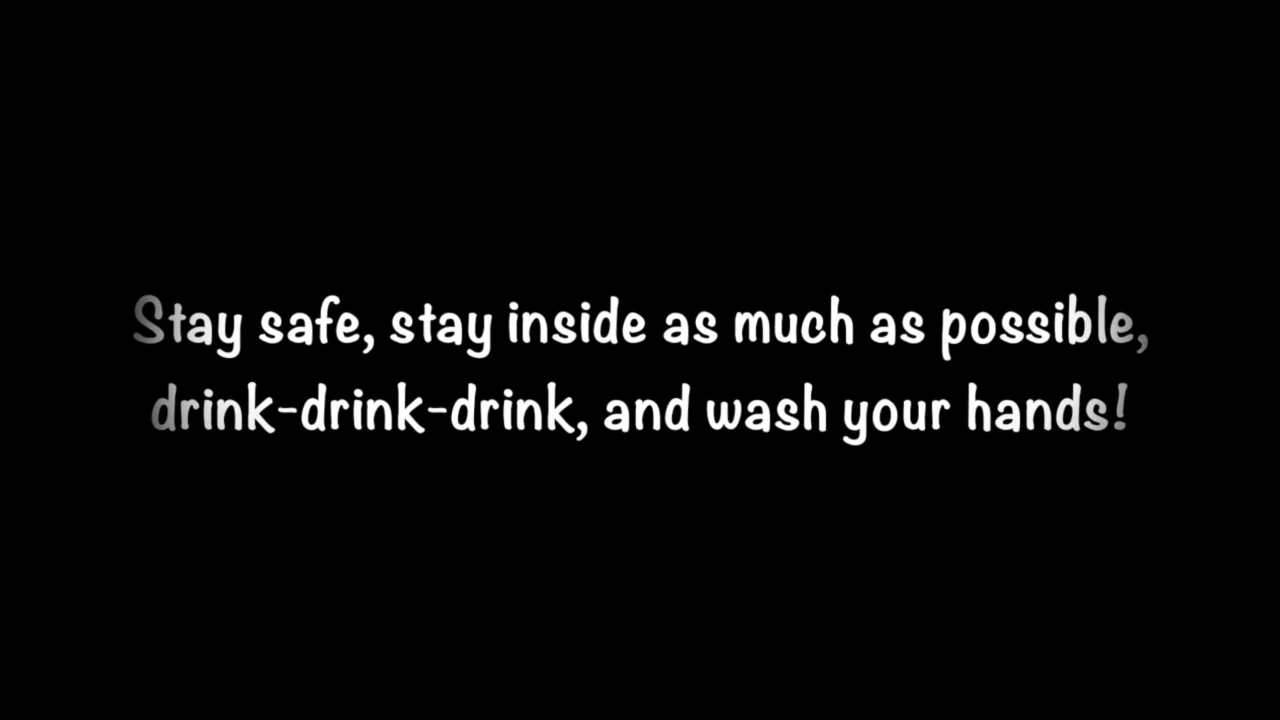 Stay safe, stay inside as much as possible,
drink-drink-drink, and wash your hands!